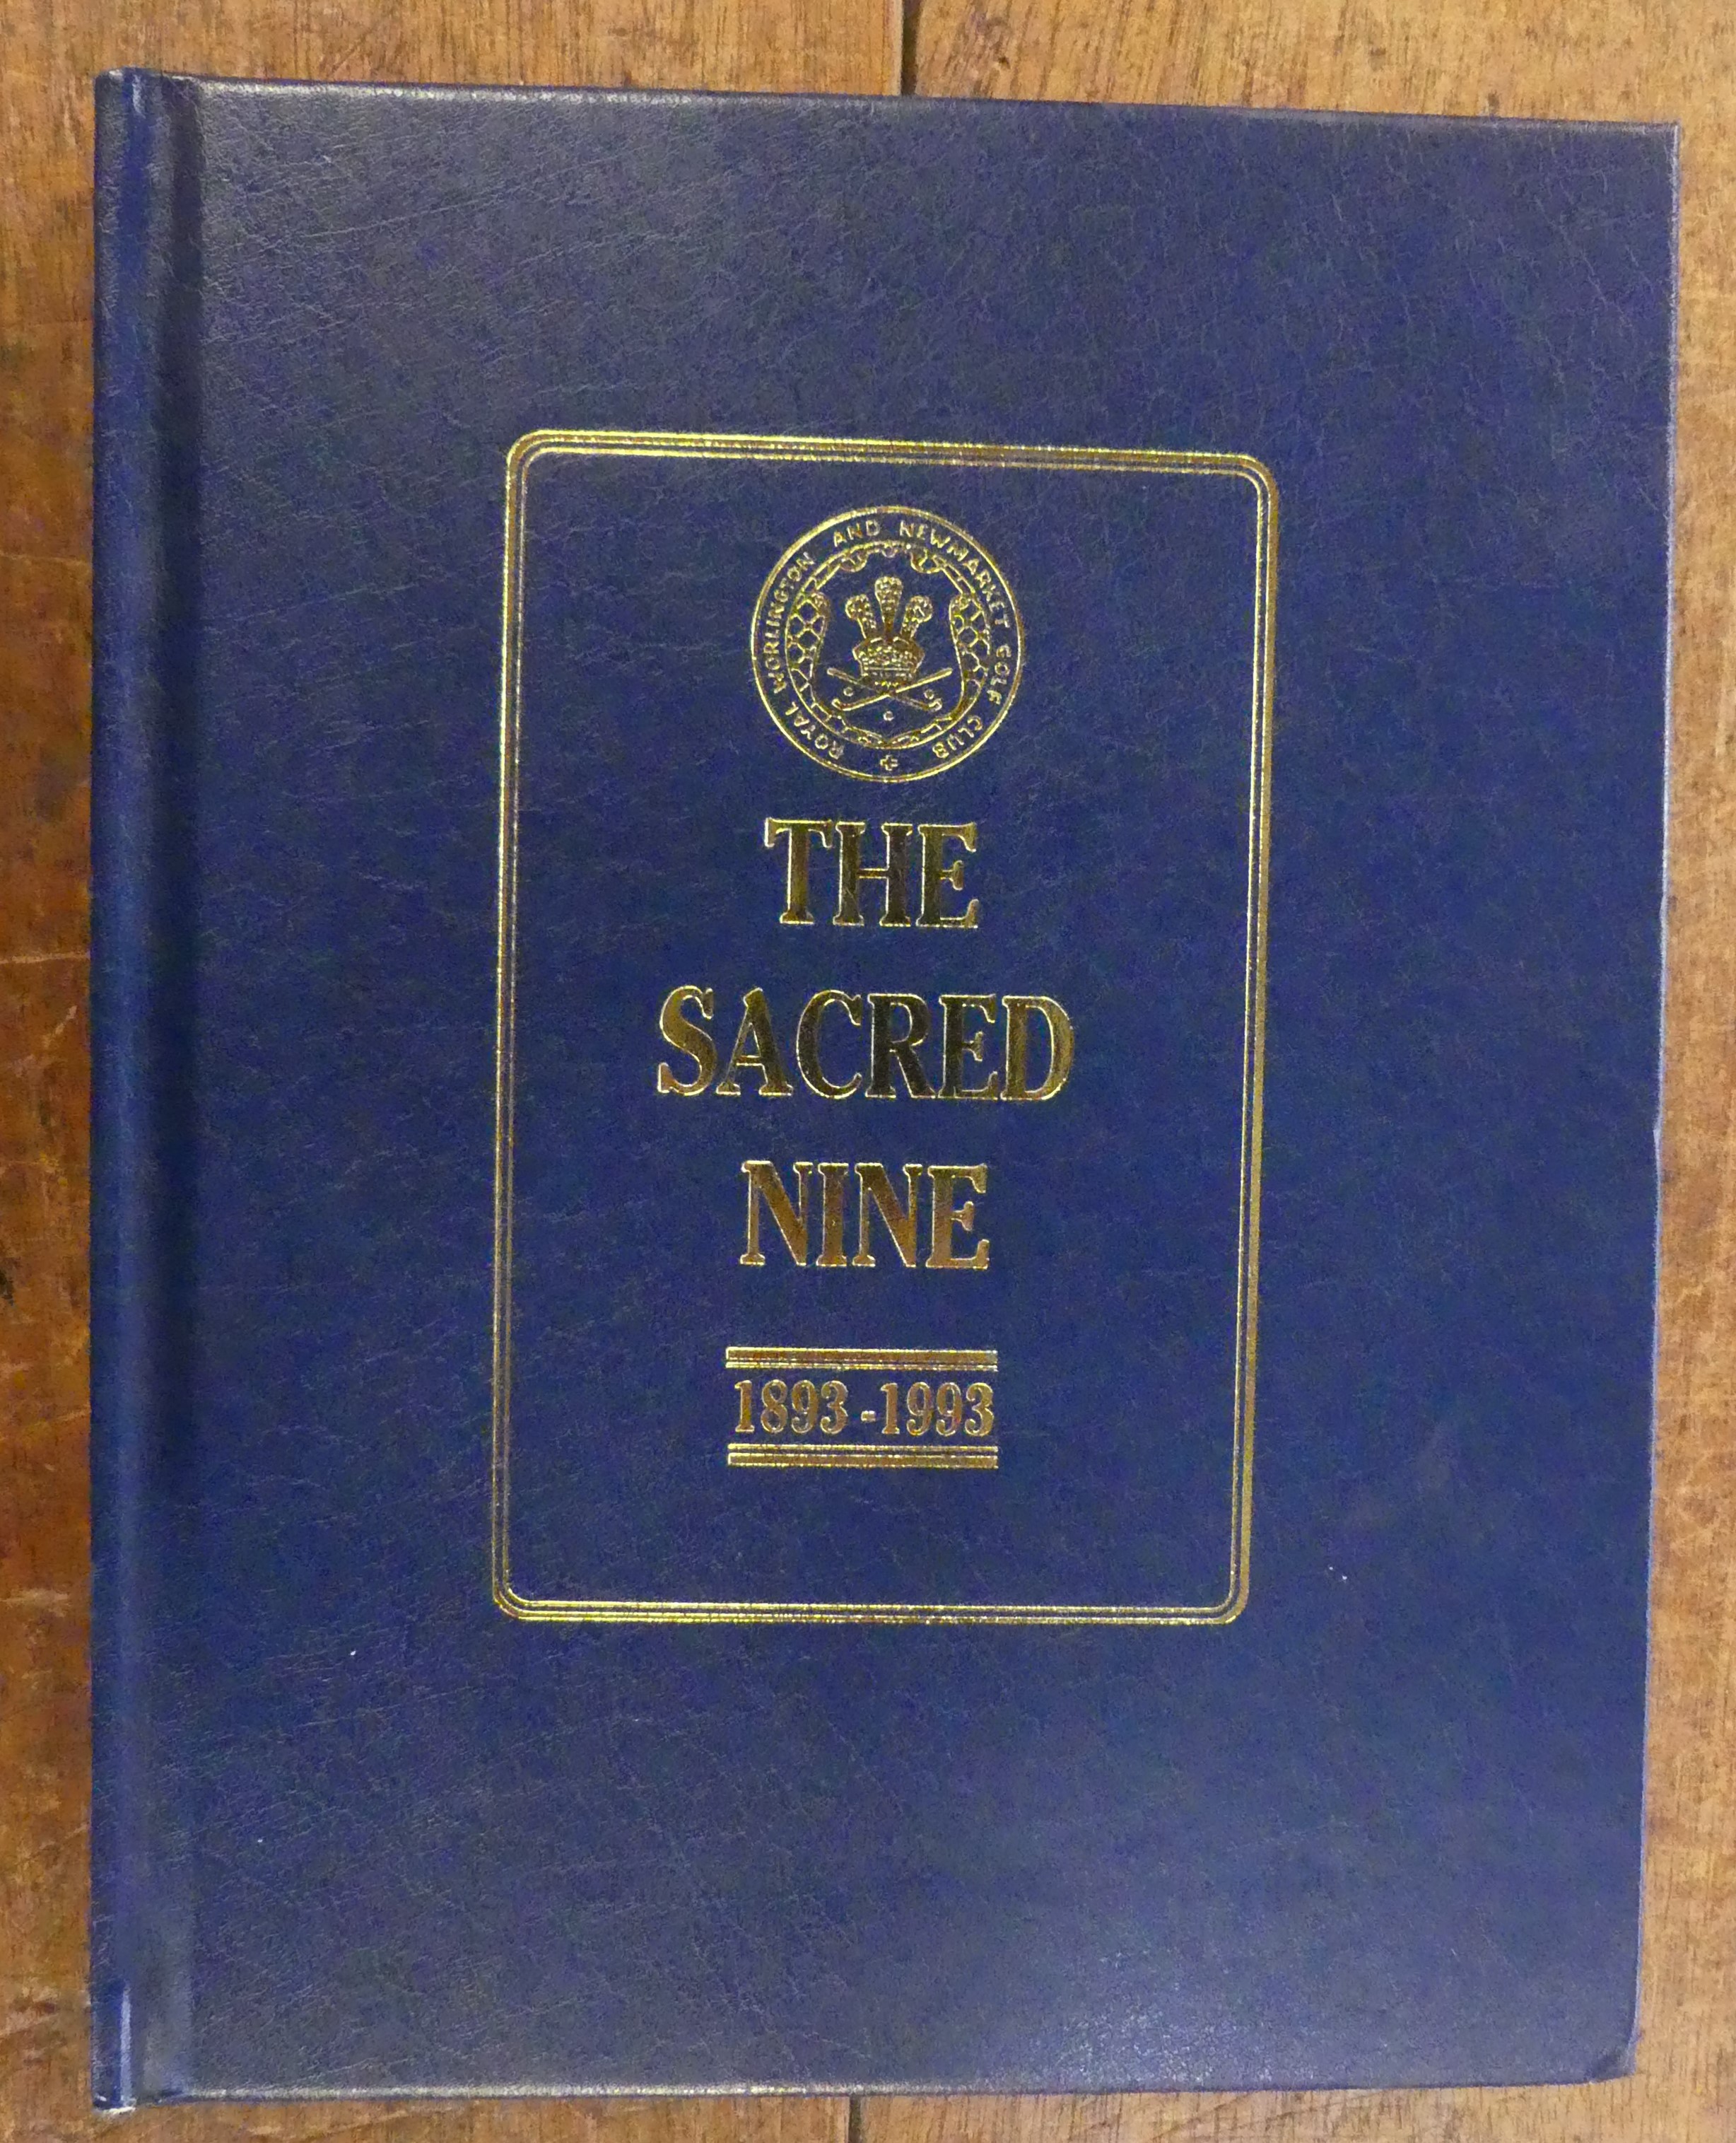 ROYAL WORLINGTON AND NEWMARKET GOLF CLUB
THE
SACRED
NINE
1893-1993